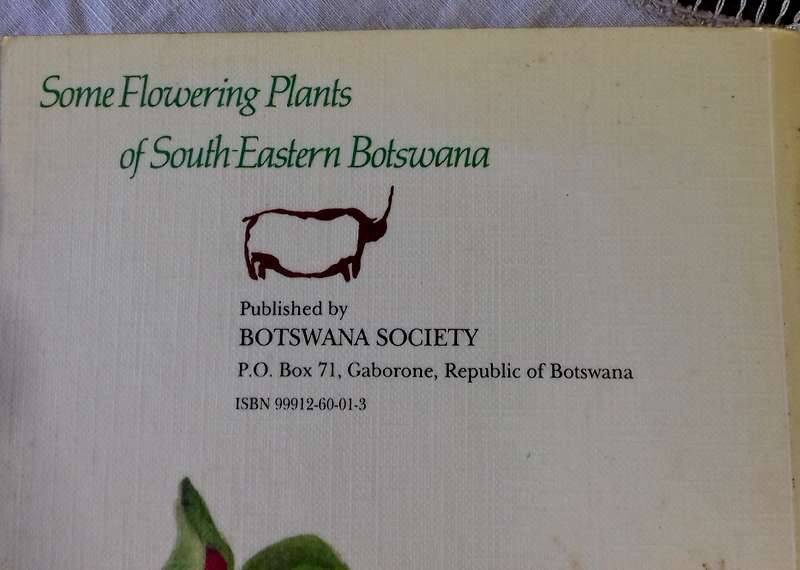 Some Flowering Plants
of South-Eastern Botswana
Published by
BOTSWANA SOCIETY
P.O. Box 71, Gaborone, Republic of Botswana
ISBN 99912-60-01-3